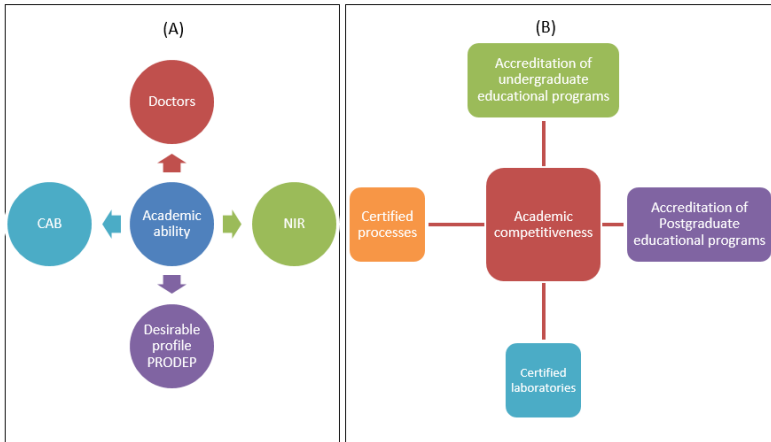 (A)
Doctors
CAB
Academic
ability
NIR
Desirable
profile
PRODEP
(B)
Accreditation of
undergraduate
educational programs
Certified
processes
Academic
competitiveness
Accreditation of
Postgraduate
educational programs
Certified
laboratories